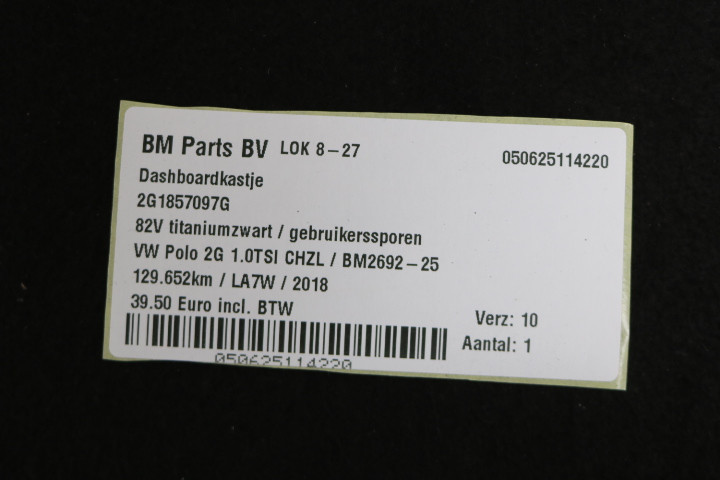 BM Parts BV LOK 8-27 050625114220
Dashboardkastje
2G1857097G
82V titaniumzwart / gebruikerssporen
VW Polo 2G 1.0TSI CHZL / BM2692-25
129.652km / LA7W / 2018
39.50 Euro incl. BTW
Verz: 10
Aantal: 1
050625114220